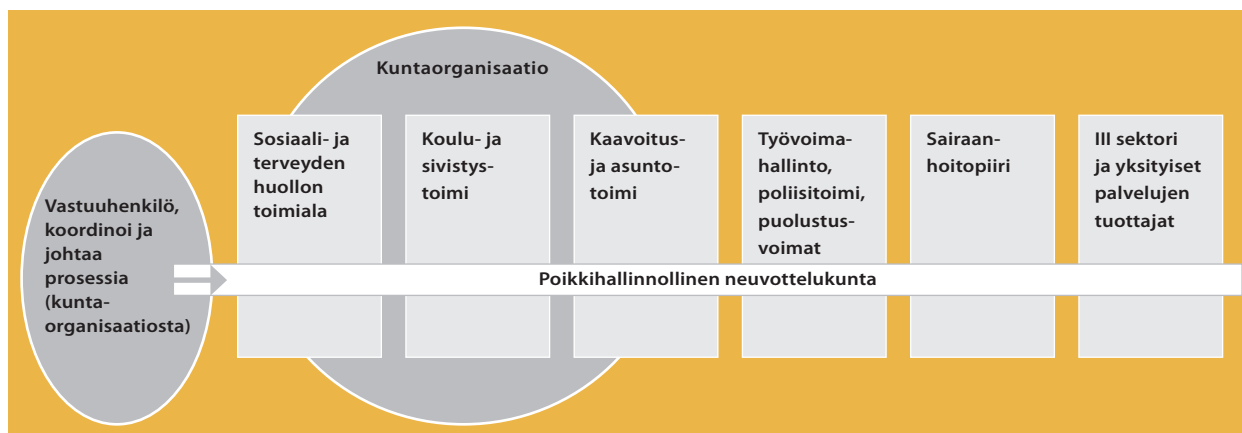 Kuntaorganisaatio
Vastuuhenkilö,
koordinoi ja
johtaa
prosessia
(kunta-
organisaatiosta)
Sosiaali- ja
terveyden
huollon
toimiala
Koulu- ja
sivistys-
toimi
Kaavoitus-
ja asunto-
toimi
Työvoima-
hallinto,
poliisitoimi,
puolustus-
voimat
Sairaan-
hoitopiiri
III sektori
ja yksityiset
palvelujen
tuottajat
Poikkihallinnollinen neuvottelukunta